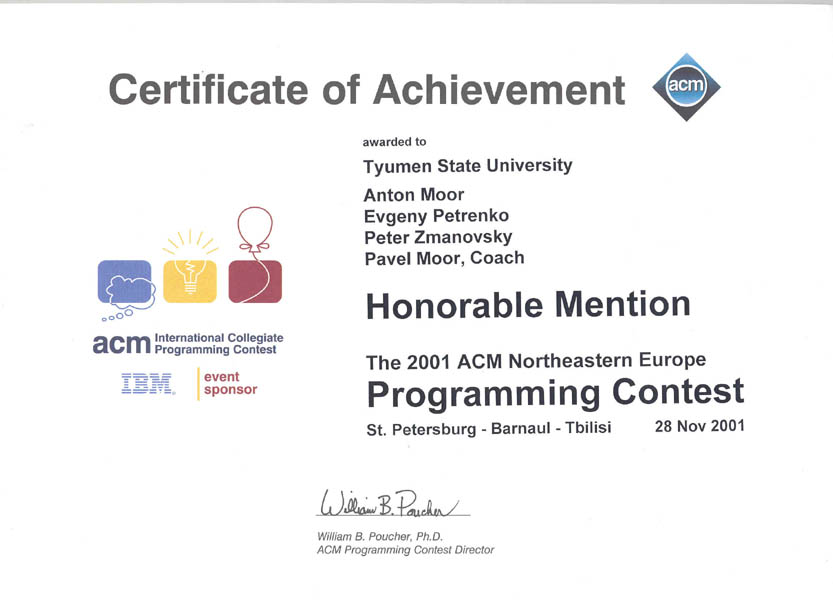 Certificate of Achievement
acm
awarded to
Tyumen State University
Anton Moor
Evgeny Petrenko
Peter Zmanovsky
Pavel Moor, Coach
Honorable Mention
acm International Collegiate
Programming Contest
IBM®
event
sponsor
The 2001 ACM Northeastern Europe
Programming Contest
St. Petersburg - Barnaul - Tbilisi 28 Nov 2001
William B. Poucher
William B. Poucher, Ph.D.
ACM Programming Contest Director